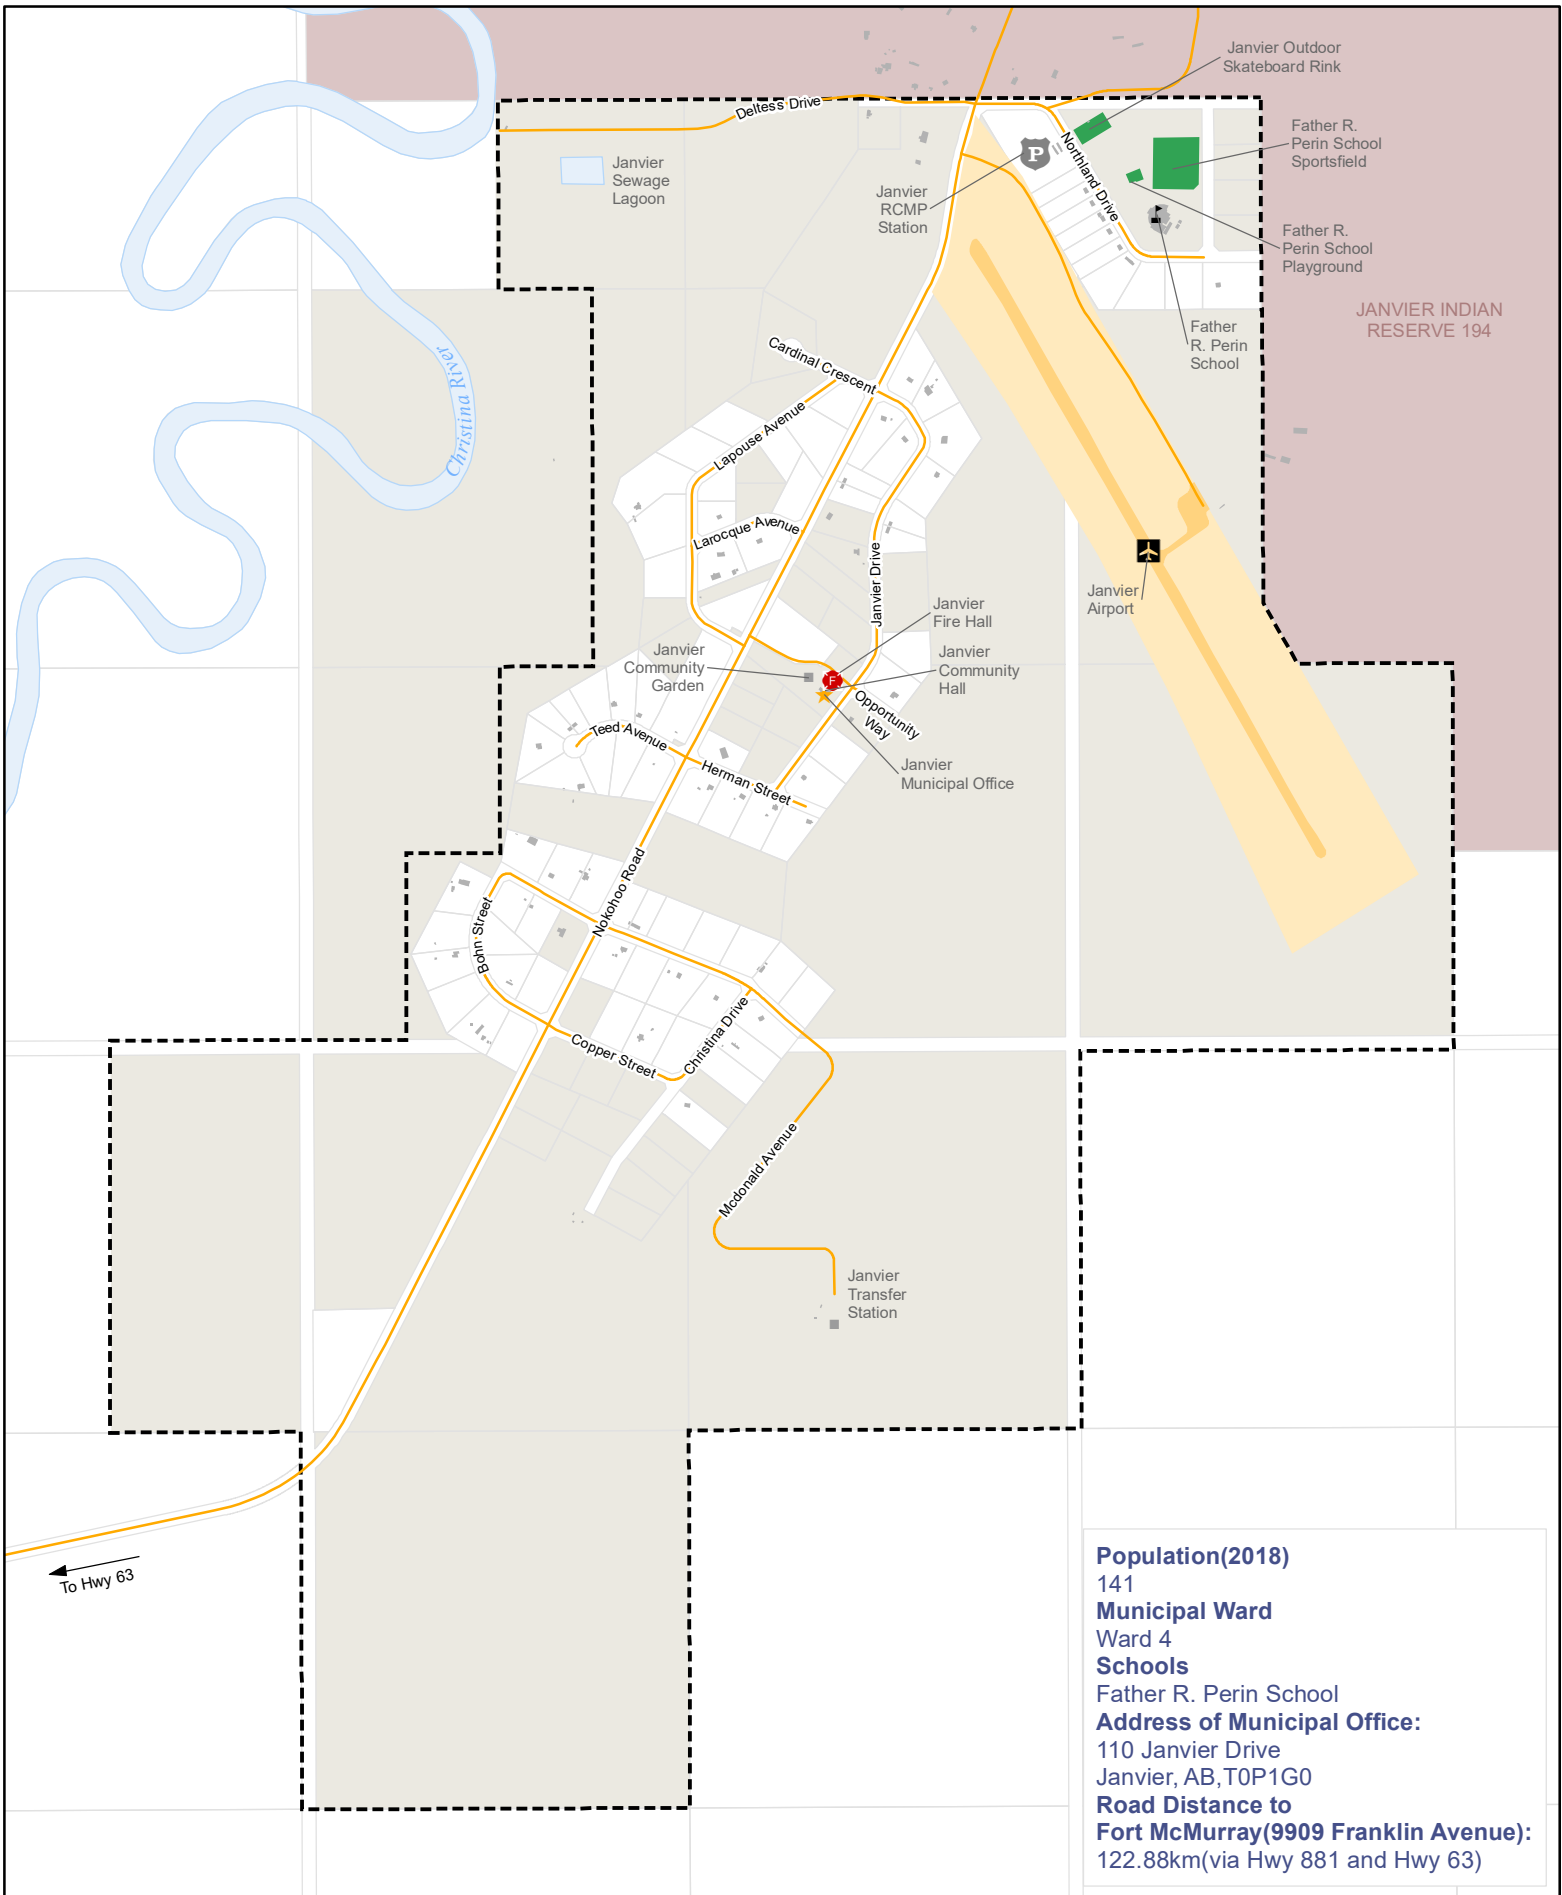 Janvier Outdoor
Skateboard Rink
Deltess Drive
Father R.
Perin School
Sportsfield
P
Northland Drive
Janvier
Sewage
Lagoon
Janvier
RCMP
Station
Father R.
Perin School
Playground
JANVIER INDIAN
RESERVE 194
Father
R. Perin
School
Christina River
Cardinal Crescent
Lapouse Avenue
Larocque Avenue
Janvier Drive
Janvier
Airport
Janvier
Fire Hall
Janvier
Community
Garden
Janvier
Community
Hall
F
Opportunity
Way
Teed Avenue
Herman Street
Janvier
Municipal Office
Nokohoo Road
Bohn Street
Copper Street
Christina Drive
Mcdonald Avenue
Janvier
Transfer
Station
To Hwy 63
Population(2018)
141
Municipal Ward
Ward 4
Schools
Father R. Perin School
Address of Municipal Office:
110 Janvier Drive
Janvier, AB,T0P1G0
Road Distance to
Fort McMurray(9909 Franklin Avenue):
122.88km(via Hwy 881 and Hwy 63)